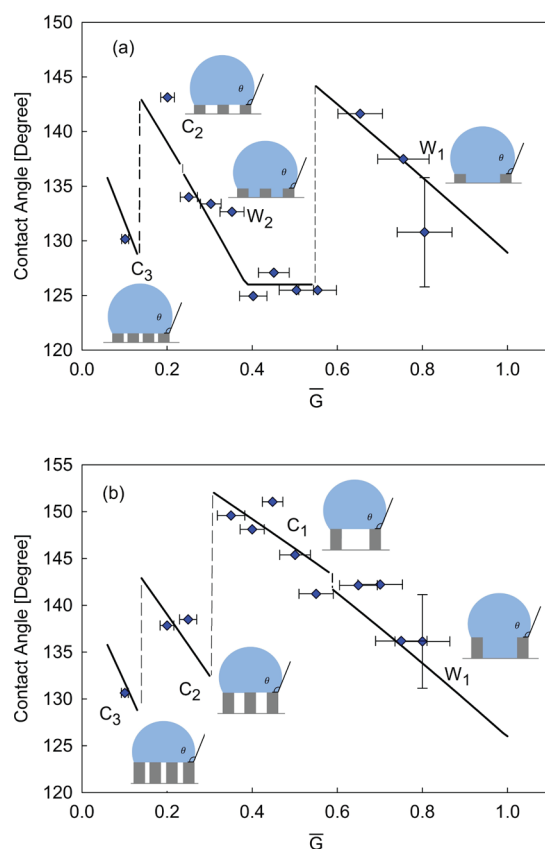 (a)
Contact Angle [Degree]
150
145
140
135
130
125
120
0.0 0.2 0.4 0.6 0.8 1.0
G̅
C3
C2
W2
W1
θ
θ
θ
θ
(b)
Contact Angle [Degree]
155
150
145
140
135
130
125
120
0.0 0.2 0.4 0.6 0.8 1.0
G̅
C3
C2
C1
W1
θ
θ
θ
θ